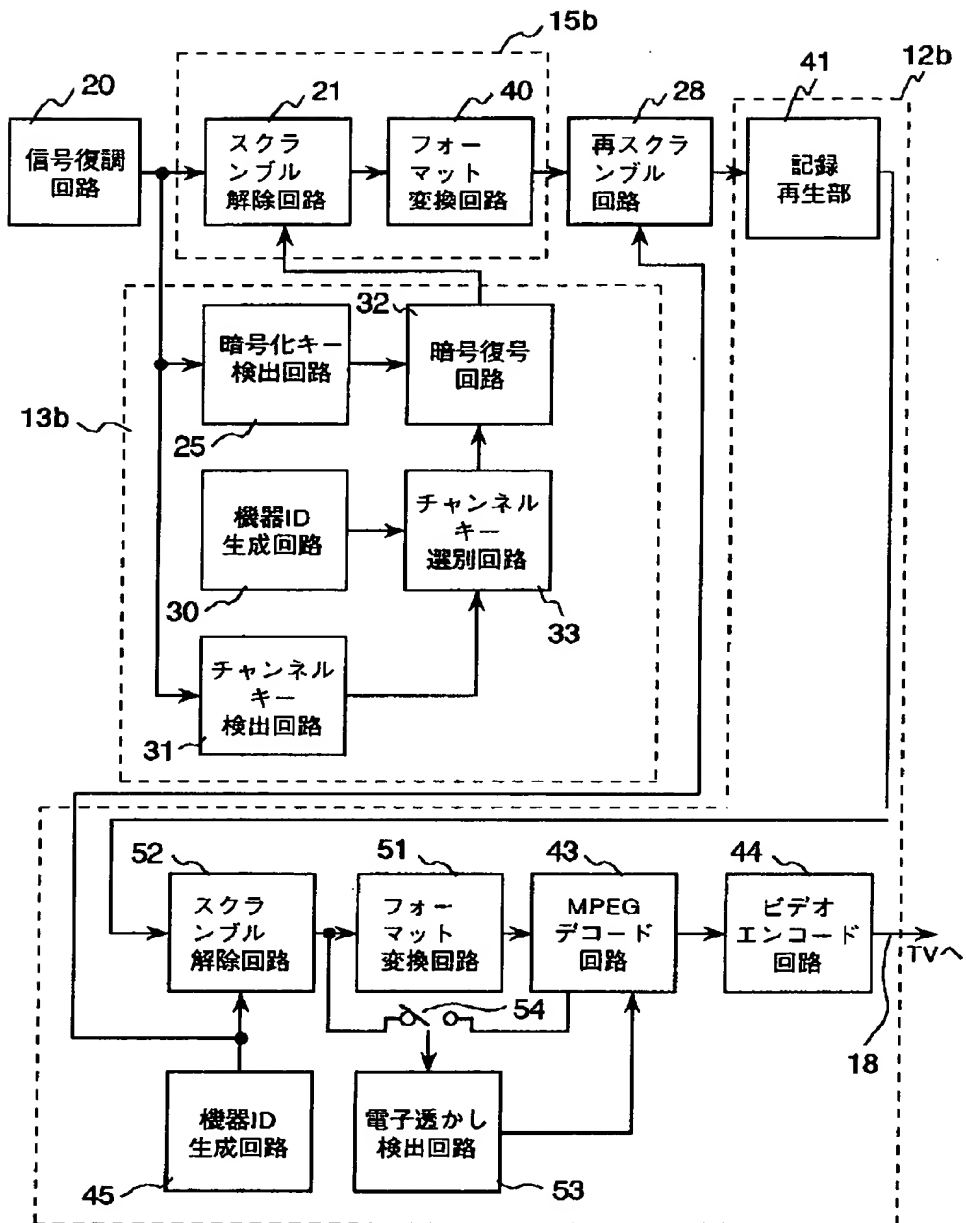 15b
12b
20
21
40
28
41
信号復調
回路
スクラ
ンブル
解除回路
フォー
マット
変換回路
再スクラ
ンブル
回路
記録
再生部
32
暗号化キー
検出回路
暗号復号
回路
13b
25
機器ID
生成回路
チャンネル
キー
選別回路
30
33
チャンネル
キー
検出回路
31
52
51
43
44
スクラ
ンブル
解除回路
フォー
マット
変換回路
MPEG
デコード
回路
ビデオ
エンコード
回路
TVへ
54
18
機器ID
生成回路
電子透かし
検出回路
45
53